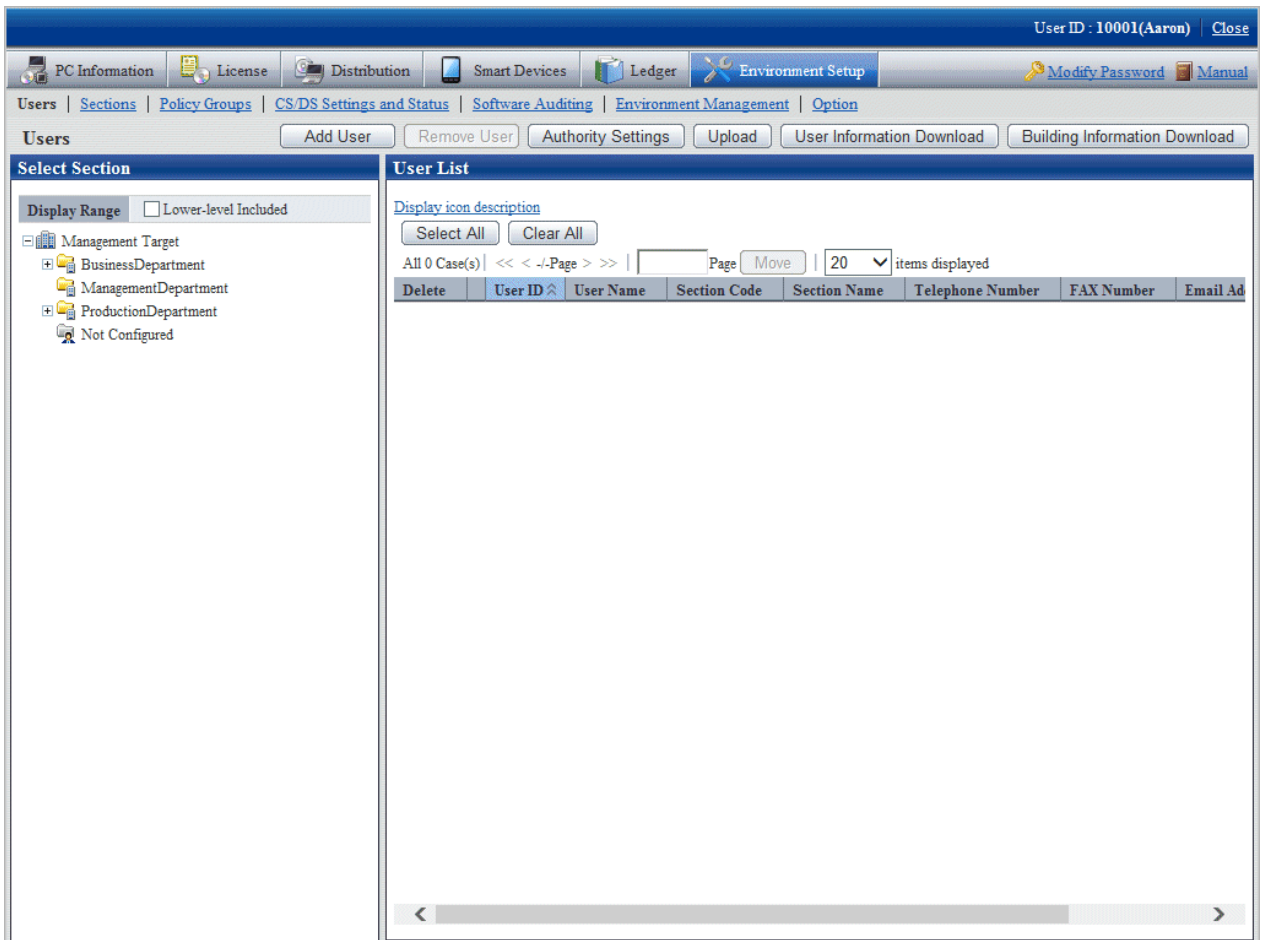 User ID : 10001(Aaron) Close
PC Information License Distribution Smart Devices Ledger Environment Setup Modify Password Manual
Users | Sections | Policy Groups | CS/DS Settings and Status | Software Auditing | Environment Management | Option
Users Add User Remove User Authority Settings Upload User Information Download Building Information Download
Select Section
Display Range Lower-level Included
Management Target
BusinessDepartment
ManagementDepartment
ProductionDepartment
Not Configured
User List
Display icon description
Select All Clear All
All 0 Case(s) | << < -/-Page > >> | Page Move | 20 items displayed
Delete User ID User Name Section Code Section Name Telephone Number FAX Number Email Ad